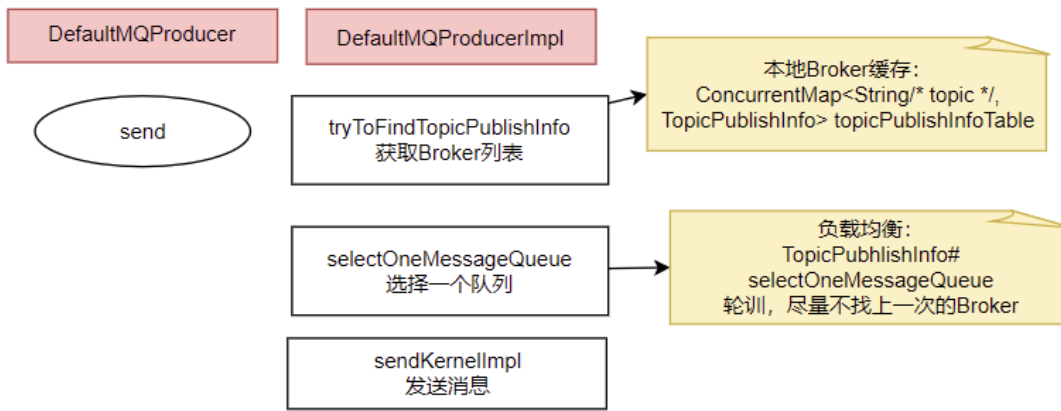 DefaultMQProducer
DefaultMQProducerImpl
send
tryToFindTopicPublishInfo
获取Broker列表
本地Broker缓存：
ConcurrentMap<String/* topic */,
TopicPublishInfo> topicPublishInfoTable
selectOneMessageQueue
选择一个队列
负载均衡：
TopicPubhlishInfo#
selectOneMessageQueue
轮训，尽量不找上一次的Broker
sendKernelImpl
发送消息